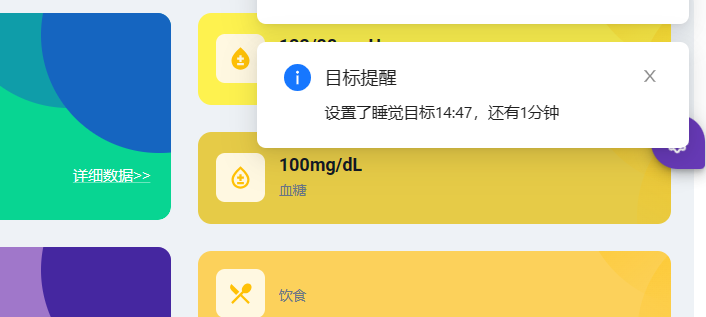 目标提醒
设置了睡觉目标14:47，还有1分钟
详细数据>>
100mg/dL
血糖
饮食